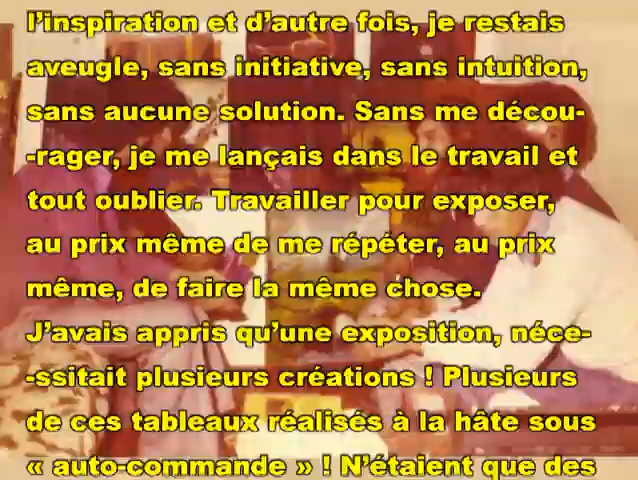 l’inspiration et d’autre fois, je restais
aveugle, sans initiative, sans intuition,
sans aucune solution. Sans me décou-
-rager, je me lançais dans le travail et
tout oublier. Travailler pour exposer,
au prix même de me répéter, au prix
même, de faire la même chose.
J’avais appris qu’une exposition, néce-
-ssitait plusieurs créations ! Plusieurs
de ces tableaux réalisés à la hâte sous
« auto-commande » ! N’étaient que des